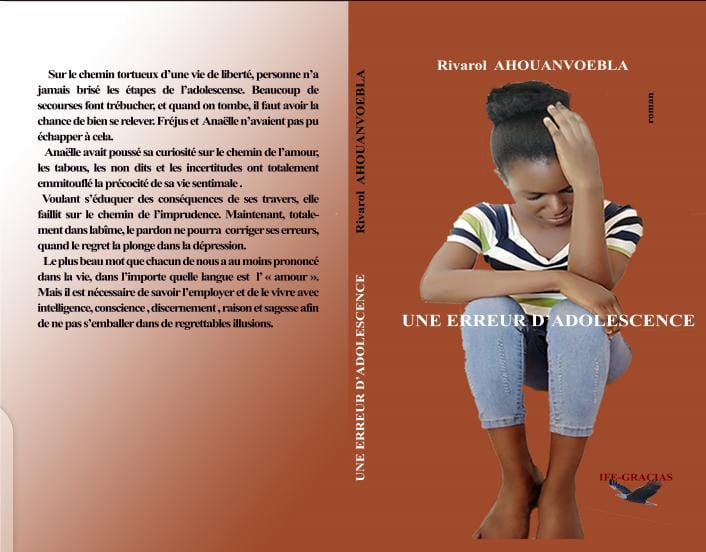 Sur le chemin tortueux d'une vie de liberté, personne n'a
jamais brisé les étapes de l'adolescense. Beaucoup de
secourses font trébucher, et quand on tombe, il faut avoir la
chance de bien se relever. Fréjus et Anaëlle n'avaient pas pu
échapper à cela.
Anaëlle avait poussé sa curiosité sur le chemin de l'amour,
les tabous, les non dits et les incertitudes ont totalement
emmitouflé la précocité de sa vie sentimale .
Voulant s'éduquer des conséquences de ses travers, elle
faillit sur le chemin de l'imprudence. Maintenant, totale-
ment dans labîme, le pardon ne pourra corriger ses erreurs,
quand le regret la plonge dans la dépression.
Le plus beau mot que chacun de nous a au moins prononcé
dans la vie, dans l'importe quelle langue est l' « amour ».
Mais il est nécessaire de savoir l'employer et de le vivre avec
intelligence, conscience , discernement , raison et sagesse afin
de ne pas s'emballer dans de regrettables illusions.
UNE ERREUR D'ADOLESCENCE
Rivarol AHOUANVOEBLA
Rivarol AHOUANVOEBLA
roman
UNE ERREUR D'ADOLESCENCE
IFE-GRACIAS